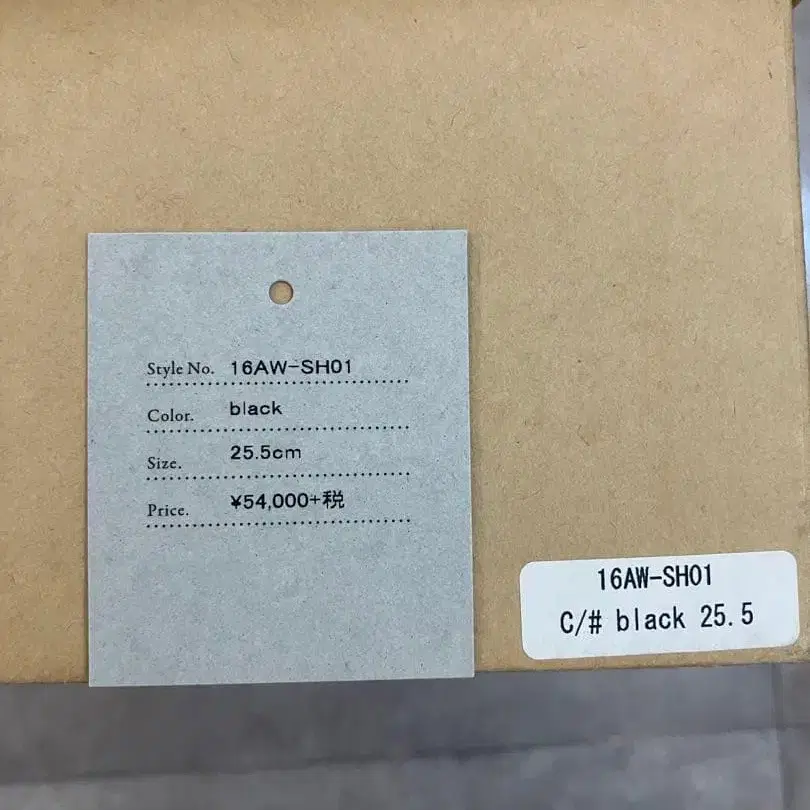 Style No. 16AW-SH01
Color. black
Size. 25.5cm
Price. ¥54,000+税
16AW-SH01
C/# black 25.5